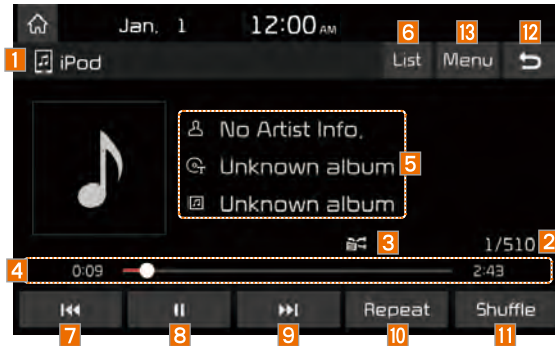 Jan. 1 12:00 AM
6 13 12
1 iPod List Menu
No Artist Info.
Unknown album 5
Unknown album
3 1/510 2
4 0:09 2:43
Repeat Shuffle
7 8 9 10 11